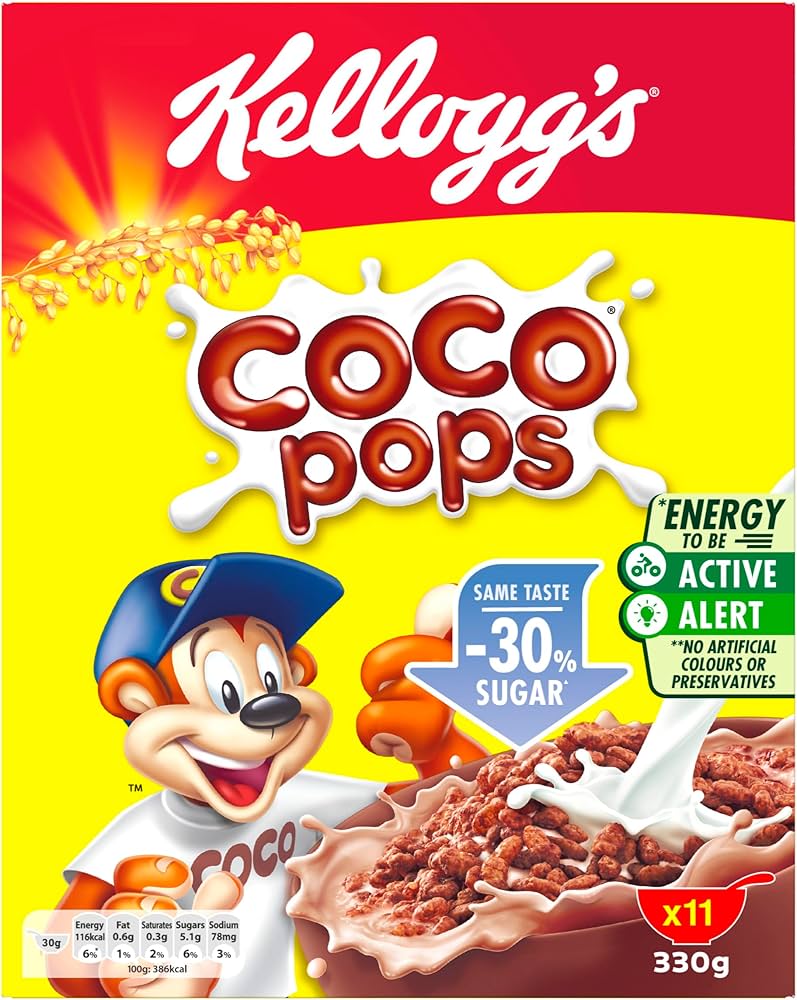 Kellogg's®
COCO®
pops
*ENERGY
TO BE
ACTIVE
ALERT
**NO ARTIFICIAL
COLOURS OR
PRESERVATIVES
SAME TASTE
-30%
SUGAR^
C
TM
COCO
30g
Energy Fat Saturates Sugars Sodium
116kcal 0.6g 0.3g 5.1g 78mg
6%* 1% 2% 6% 3%
100g: 386kcal
x11
330g